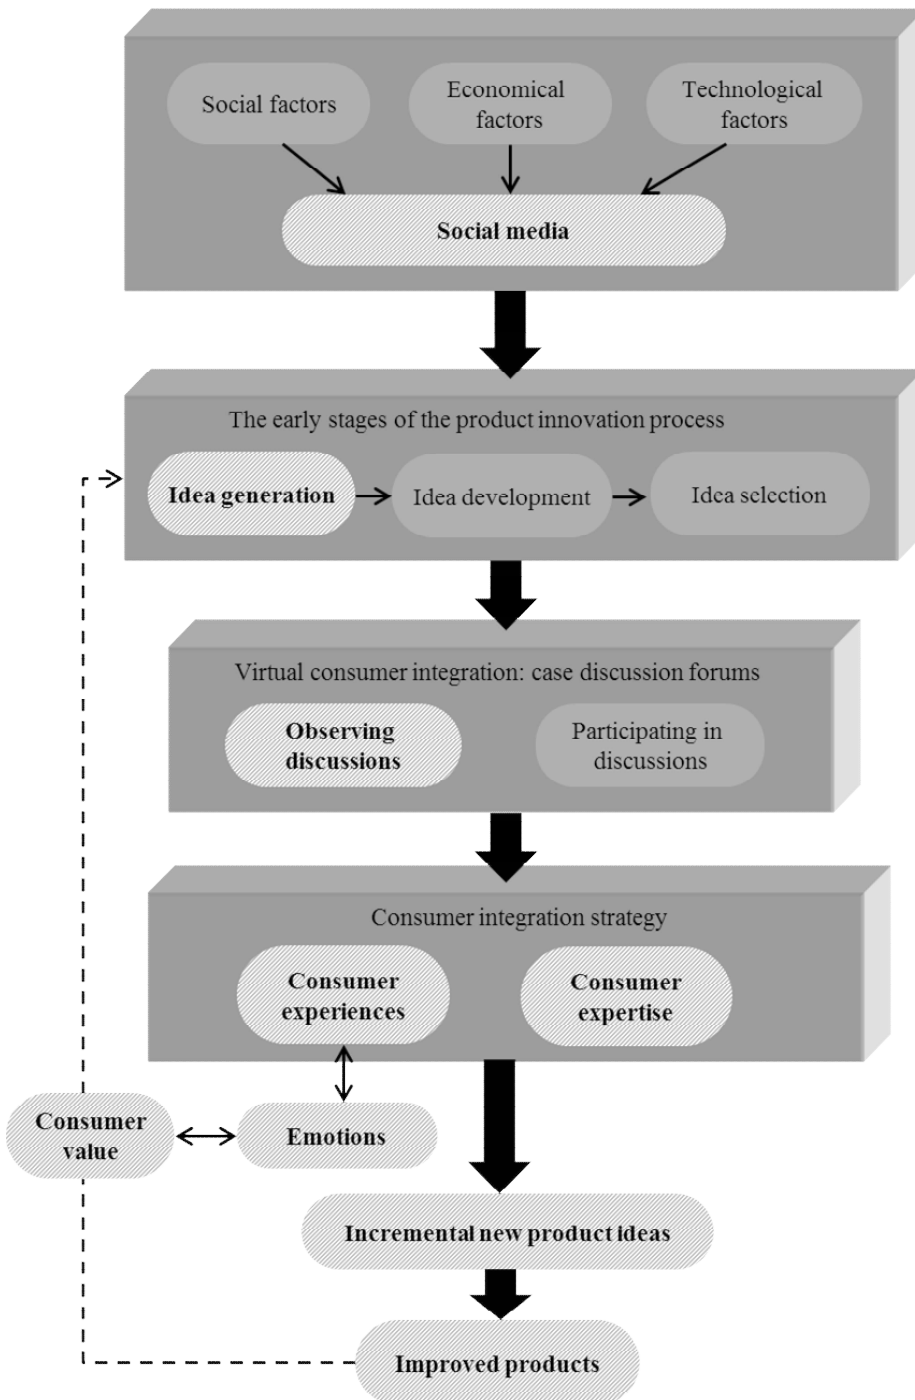 Social factors
Economical
factors
Technological
factors
Social media
The early stages of the product innovation process
Idea generation
Idea development
Idea selection
Virtual consumer integration: case discussion forums
Observing
discussions
Participating in
discussions
Consumer integration strategy
Consumer
experiences
Consumer
expertise
Consumer
value
Emotions
Incremental new product ideas
Improved products